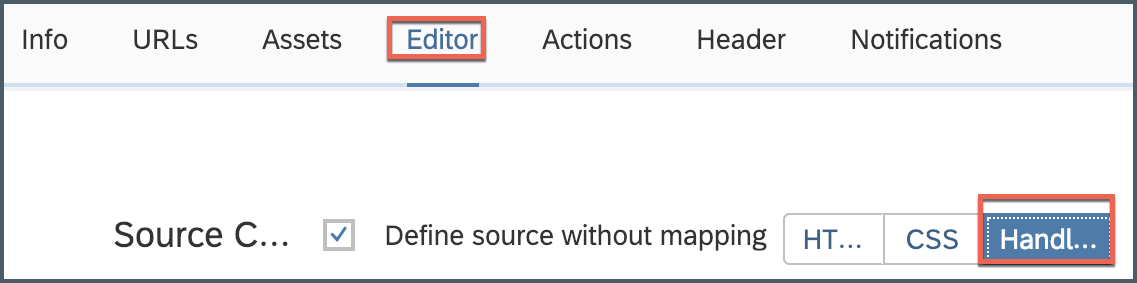 Info URLs Assets Editor Actions Header Notifications
Source C... Define source without mapping HT... CSS Handl...